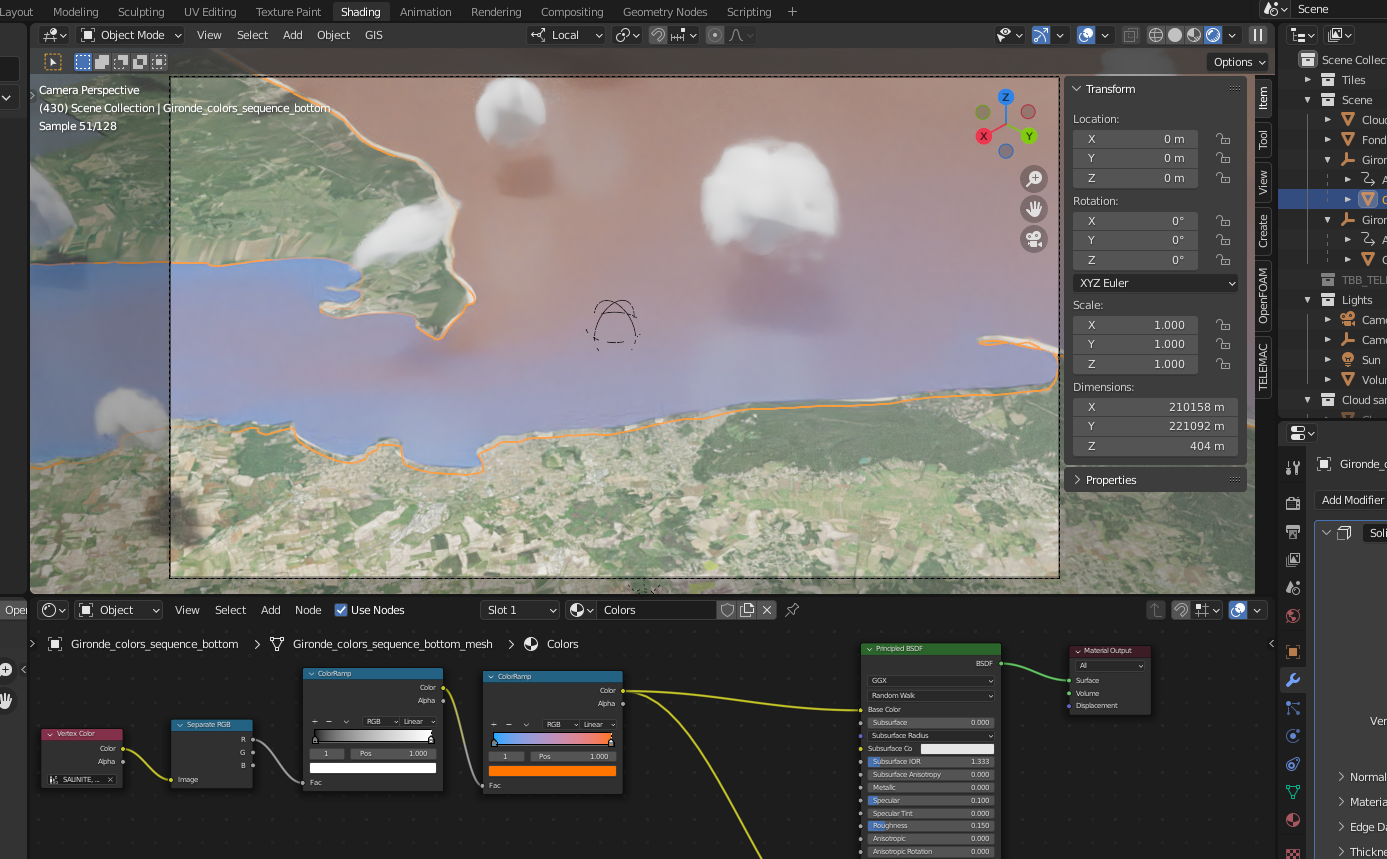 Layout Modeling Sculpting UV Editing Texture Paint Shading Animation Rendering Compositing Geometry Nodes Scripting + Scene
Object Mode View Select Add Object GIS Local
Options
Camera Perspective
(430) Scene Collection | Gironde_colors_sequence_bottom
Sample 51/128
Z
X
Y
Transform
Location:
X 0 m
Y 0 m
Z 0 m
Rotation:
X 0°
Y 0°
Z 0°
XYZ Euler
Scale:
X 1.000
Y 1.000
Z 1.000
Dimensions:
X 210158 m
Y 221092 m
Z 404 m
Properties
Item
Tool
View
Create
OpenFOAM
TELEMAC
Scene Collec
Tiles
Scene
Cloud
Fond
Giron
A
Giron
A
TBB_TEL
Lights
Came
Came
Sun
Volu
Cloud sar
Gironde_c
Add Modifier
Soli
Ver
Normal
Materia
Edge Da
Thickne
Open
Object View Select Add Node Use Nodes Slot 1 Colors
Gironde_colors_sequence_bottom > Gironde_colors_sequence_bottom_mesh > Colors
Vertex Color
Color
Alpha
SALINITE, ...
Separate RGB
R
G
B
Image
ColorRamp
Color
Alpha
+ − RGB Linear
1 Pos 1.000
Fac
ColorRamp
Color
Alpha
+ − RGB Linear
1 Pos 1.000
Fac
Principled BSDF
BSDF
GGX
Random Walk
Base Color
Subsurface 0.000
Subsurface Radius
Subsurface Co
Subsurface IOR 1.333
Subsurface Anisotropy 0.000
Metallic 0.000
Specular 0.100
Specular Tint 0.000
Roughness 0.150
Anisotropic 0.000
Anisotropic Rotation 0.000
Material Output
All
Surface
Volume
Displacement